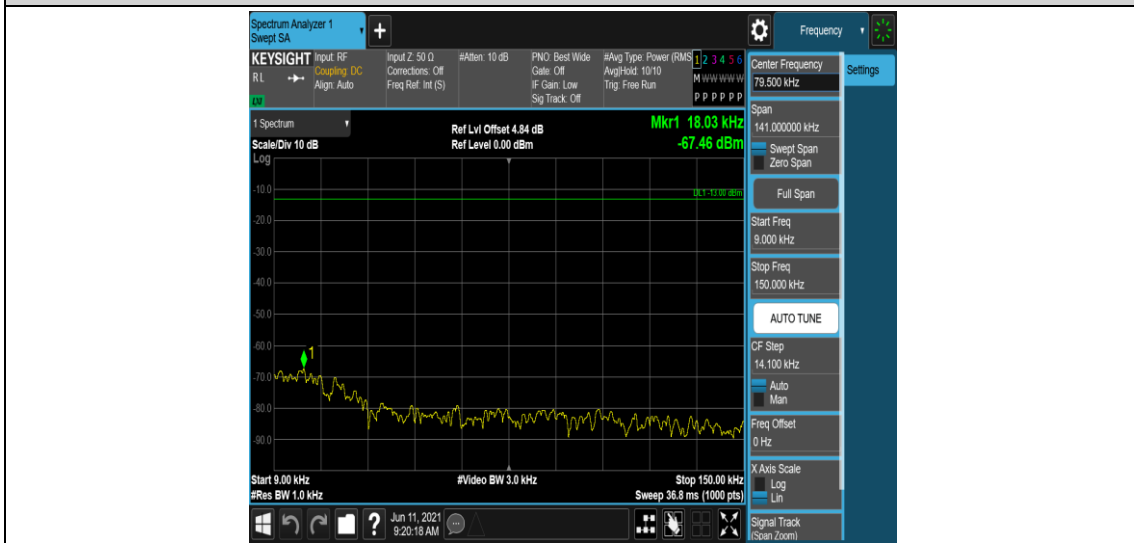 Spectrum Analyzer 1
Swept SA
+
Frequency
KEYSIGHT
R L
LXI
Input: RF
Coupling: DC
Align: Auto
Input Z: 50 Ω
Corrections: Off
Freq Ref: Int (S)
#Atten: 10 dB
PNO: Best Wide
Gate: Off
IF Gain: Low
Sig Track: Off
#Avg Type: Power (RMS
Avg|Hold: 10/10
Trig: Free Run
1 2 3 4 5 6
M W W W W W
P P P P P P
Center Frequency
79.500 kHz
Settings
1 Spectrum
Scale/Div 10 dB
Log
Ref Lvl Offset 4.84 dB
Ref Level 0.00 dBm
Mkr1 18.03 kHz
-67.46 dBm
DL1 -13.00 dBm
-10.0
-20.0
-30.0
-40.0
-50.0
-60.0
-70.0
-80.0
-90.0
1
Start 9.00 kHz
#Res BW 1.0 kHz
#Video BW 3.0 kHz
Stop 150.00 kHz
Sweep 36.8 ms (1000 pts)
Span
141.000000 kHz
Swept Span
Zero Span
Full Span
Start Freq
9.000 kHz
Stop Freq
150.000 kHz
AUTO TUNE
CF Step
14.100 kHz
Auto
Man
Freq Offset
0 Hz
X Axis Scale
Log
Lin
Signal Track
(Span Zoom)
?
Jun 11, 2021
9:20:18 AM